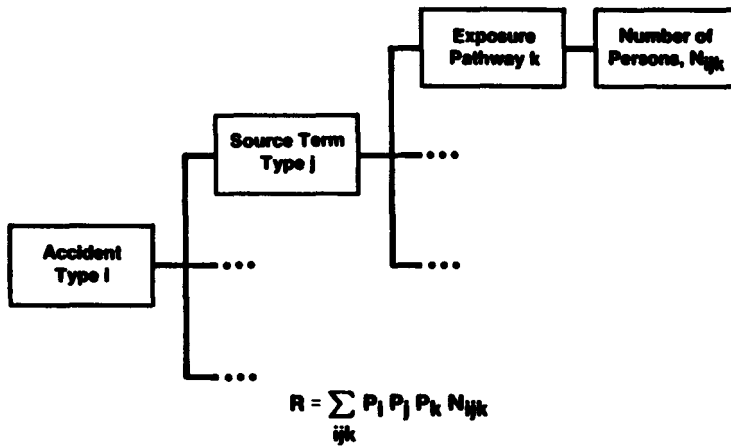 Exposure
Pathway k
Number of
Persons, Nijk
Source Term
Type j
...
Accident
Type i
...
...
...
R = ∑ Pi Pj Pk Nijk
ijk